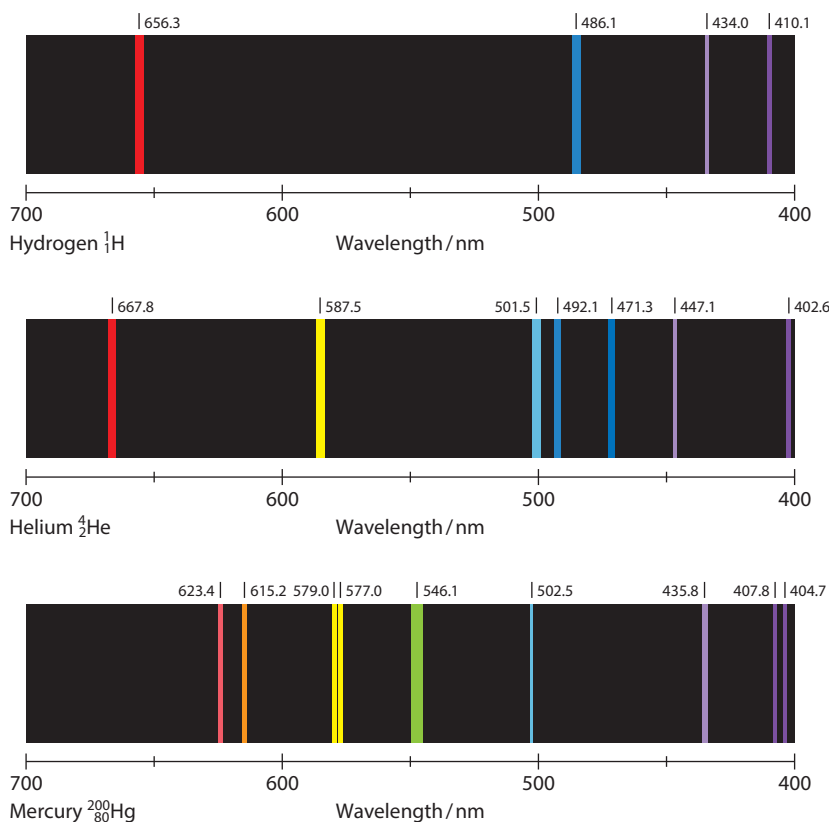 656.3 486.1 434.0 410.1
700 600 500 400
Hydrogen ¹₁H Wavelength / nm
667.8 587.5 501.5 492.1 471.3 447.1 402.6
700 600 500 400
Helium ⁴₂He Wavelength / nm
623.4 615.2 579.0 577.0 546.1 502.5 435.8 407.8 404.7
700 600 500 400
Mercury ²⁰⁰₈₀Hg Wavelength / nm